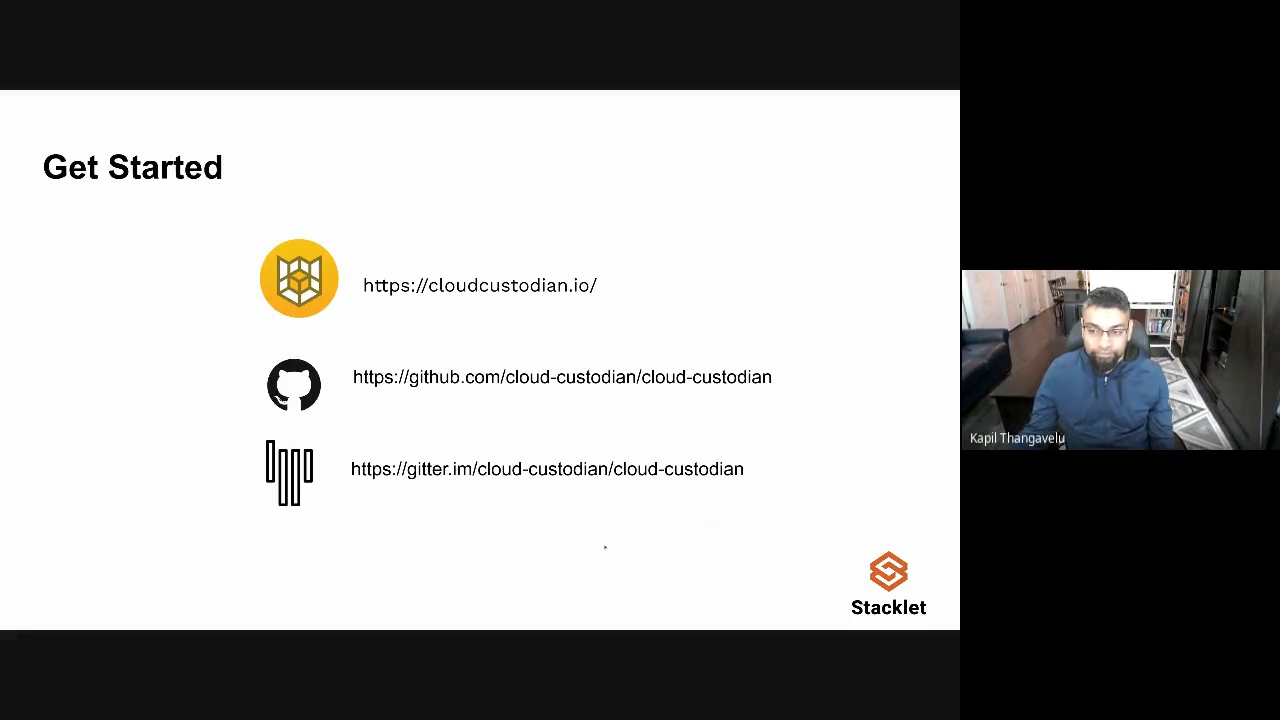 Get Started
https://cloudcustodian.io/
https://github.com/cloud-custodian/cloud-custodian
https://gitter.im/cloud-custodian/cloud-custodian
Stacklet
Kapil Thangavelu